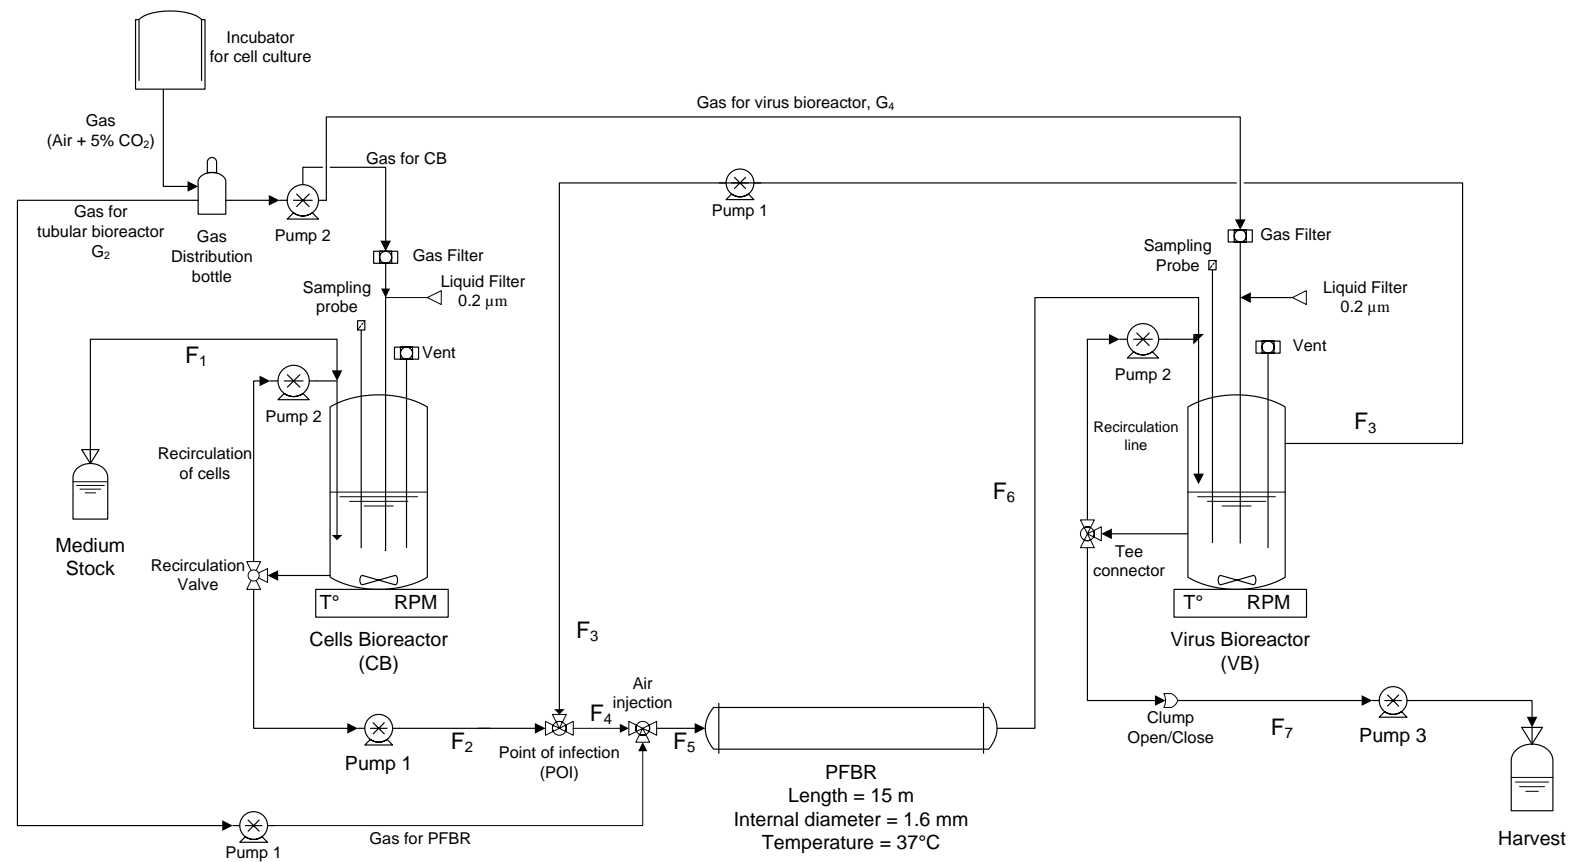 Incubator
for cell culture
Gas for virus bioreactor, G₄
Gas
(Air + 5% CO₂)
Gas for CB
Pump 1
Gas for
tubular bioreactor
G₂
Gas
Distribution
bottle
Pump 2
Gas Filter
Sampling
probe
Liquid Filter
0.2 µm
Vent
F₁
Pump 2
Recirculation
of cells
Medium
Stock
Recirculation
Valve
T° RPM
Cells Bioreactor
(CB)
Gas Filter
Sampling
Probe
Liquid Filter
0.2 µm
Vent
Pump 2
Recirculation
line
F₃
F₆
Tee
connector
T° RPM
Virus Bioreactor
(VB)
F₃
Air
injection
F₄
F₅
F₂
Pump 1
Point of infection
(POI)
PFBR
Length = 15 m
Internal diameter = 1.6 mm
Temperature = 37°C
Clump
Open/Close
F₇
Pump 3
Harvest
Gas for PFBR
Pump 1